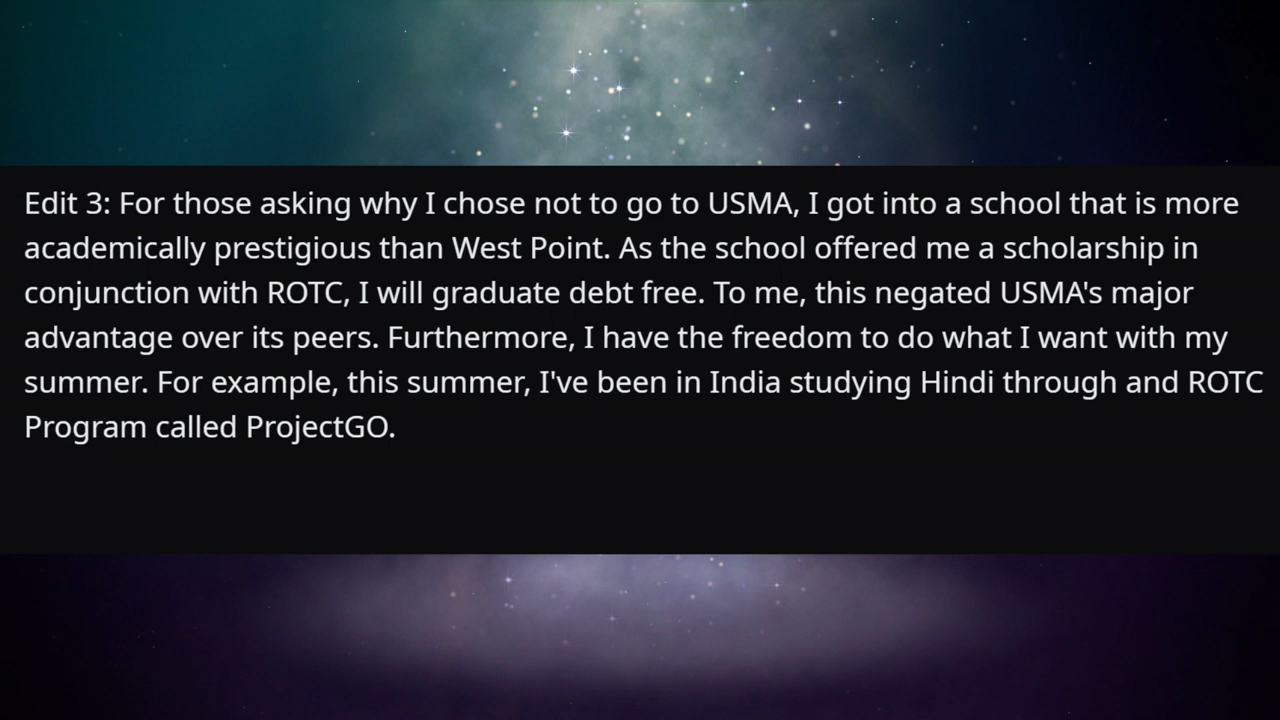 Edit 3: For those asking why I chose not to go to USMA, I got into a school that is more
academically prestigious than West Point. As the school offered me a scholarship in
conjunction with ROTC, I will graduate debt free. To me, this negated USMA's major
advantage over its peers. Furthermore, I have the freedom to do what I want with my
summer. For example, this summer, I've been in India studying Hindi through and ROTC
Program called ProjectGO.